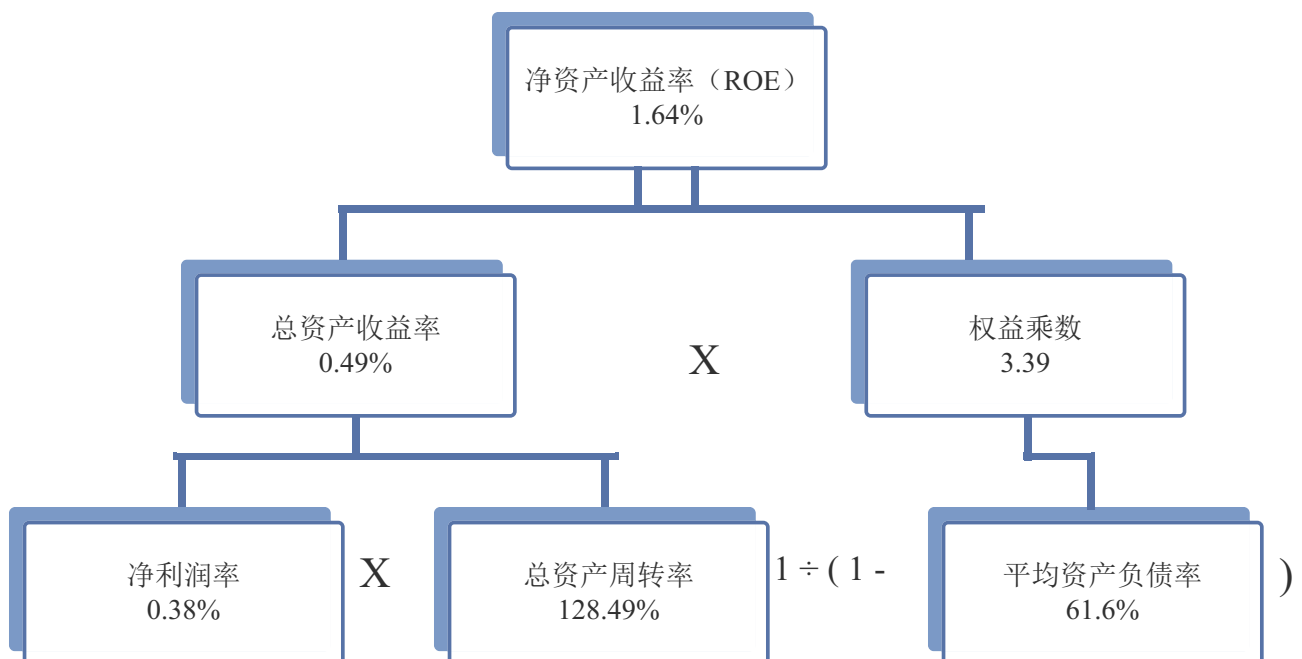 净资产收益率（ROE）
1.64%
总资产收益率
0.49%
X
权益乘数
3.39
净利润率
0.38%
X
总资产周转率
128.49%
1 ÷ ( 1 -
平均资产负债率
61.6%
)